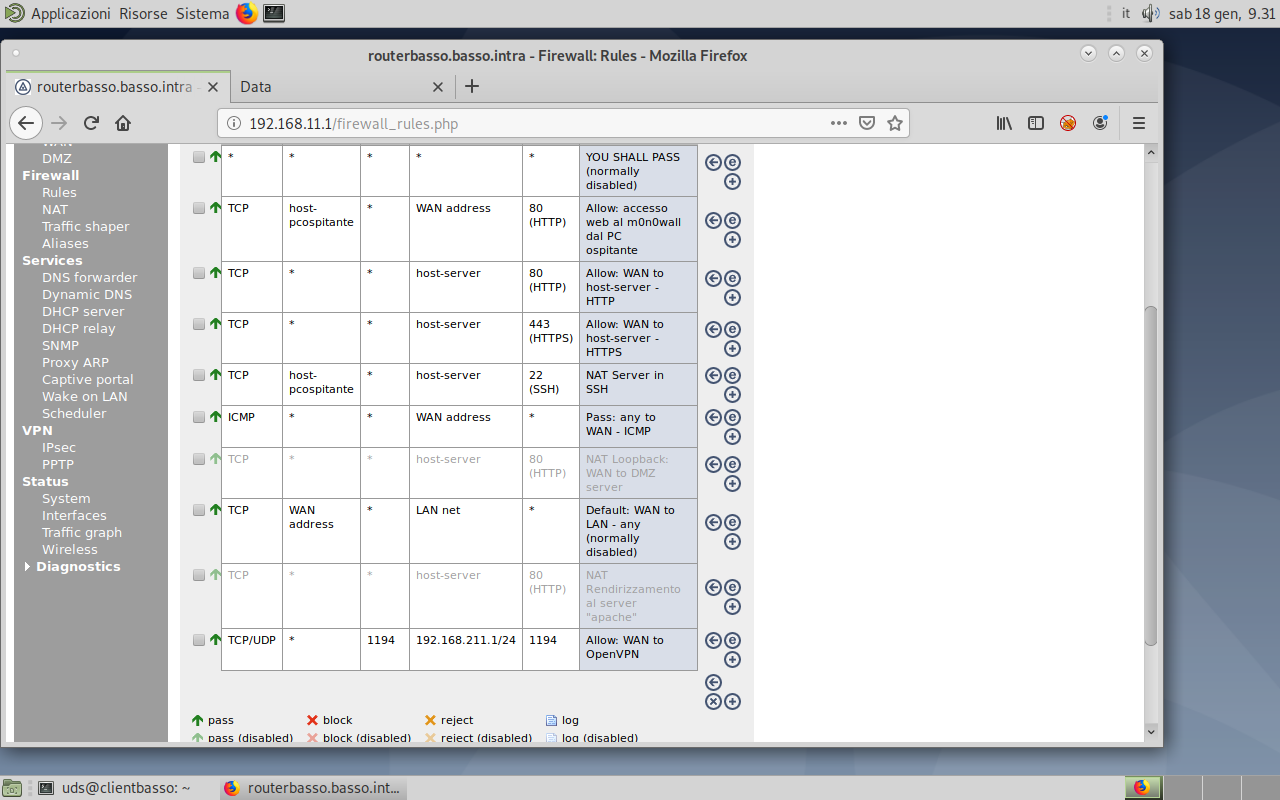 Applicazioni Risorse Sistema it sab 18 gen, 9.31
routerbasso.basso.intra - Firewall: Rules - Mozilla Firefox
routerbasso.basso.intra - Data
192.168.11.1/firewall_rules.php
WAN
DMZ
Firewall
Rules
NAT
Traffic shaper
Aliases
Services
DNS forwarder
Dynamic DNS
DHCP server
DHCP relay
SNMP
Proxy ARP
Captive portal
Wake on LAN
Scheduler
VPN
IPsec
PPTP
Status
System
Interfaces
Traffic graph
Wireless
Diagnostics
* * * * * YOU SHALL PASS
(normally
disabled)
TCP host- * WAN address 80 Allow: accesso
pcospitante (HTTP) web al m0n0wall
dal PC
ospitante
TCP * * host-server 80 Allow: WAN to
(HTTP) host-server -
HTTP
TCP * * host-server 443 Allow: WAN to
(HTTPS) host-server -
HTTPS
TCP host- * host-server 22 NAT Server in
pcospitante (SSH) SSH
ICMP * * WAN address * Pass: any to
WAN - ICMP
TCP * * host-server 80 NAT Loopback:
(HTTP) WAN to DMZ
server
TCP WAN * LAN net * Default: WAN to
address LAN - any
(normally
disabled)
TCP * * host-server 80 NAT
(HTTP) Rendirizzamento
al server
"apache"
TCP/UDP * 1194 192.168.211.1/24 1194 Allow: WAN to
OpenVPN
pass block reject log
pass (disabled) block (disabled) reject (disabled) log (disabled)
uds@clientbasso: ~ routerbasso.basso.int...